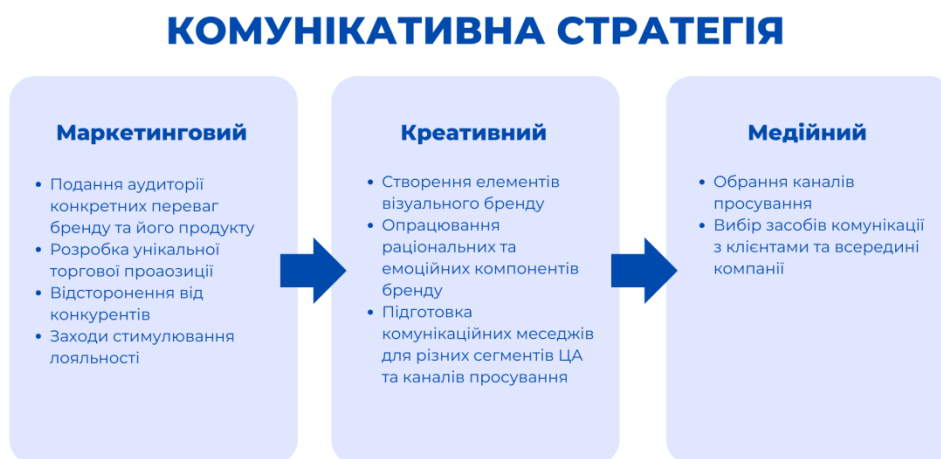 КОМУНІКАТИВНА СТРАТЕГІЯ
Маркетинговий
• Подання аудиторії
конкретних переваг
бренду та його продукту
• Розробка унікальної
торгової проаозиції
• Відсторонення від
конкурентів
• Заходи стимулювання
лояльності
Креативний
• Створення елементів
візуального бренду
• Опрацювання
раціональних та
емоційних компонентів
бренду
• Підготовка
комунікаційних меседжів
для різних сегментів ЦА
та каналів просування
Медійний
• Обрання каналів
просування
• Вибір засобів комунікації
з клієнтами та всередині
компанії